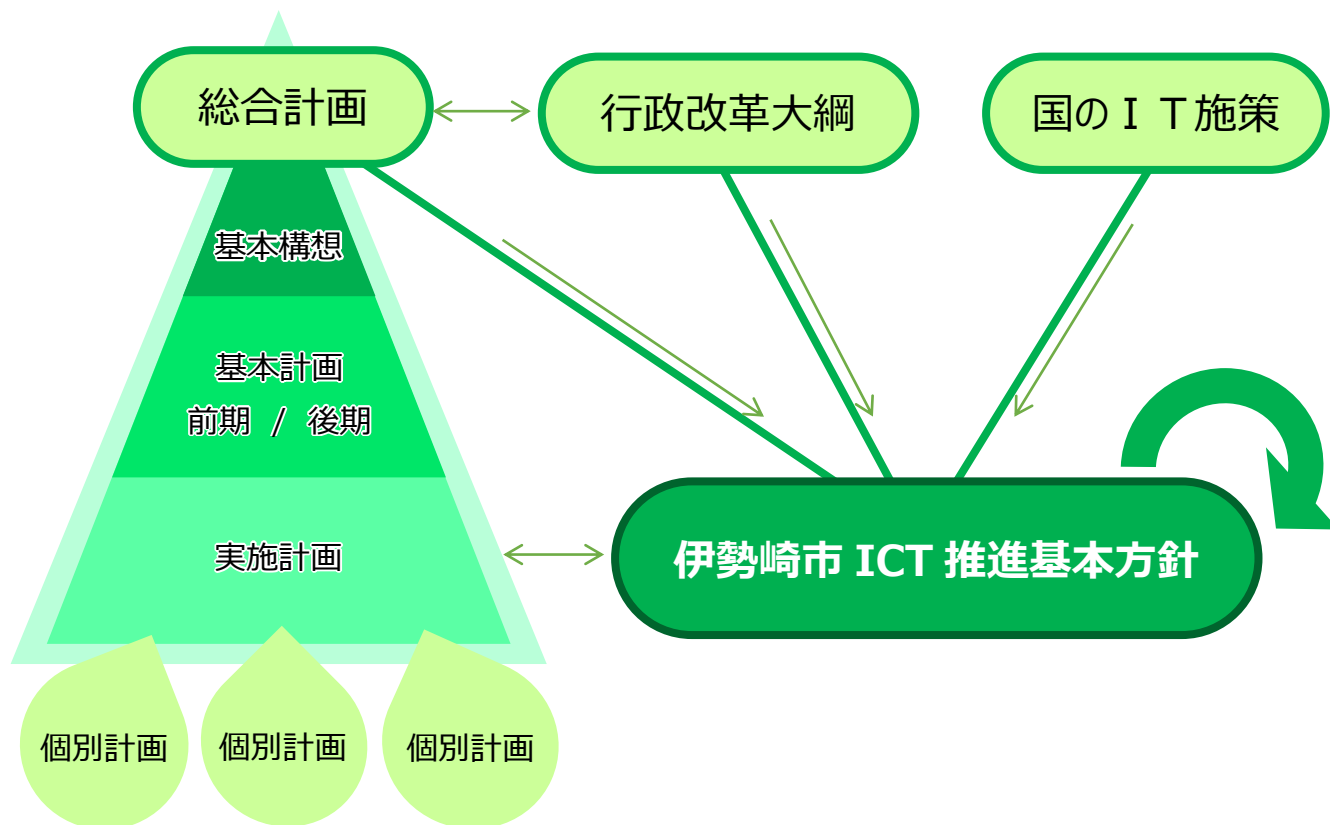 総合計画
行政改革大綱
国のＩＴ施策
基本構想
基本計画
前期 / 後期
実施計画
伊勢崎市 ICT 推進基本方針
個別計画
個別計画
個別計画